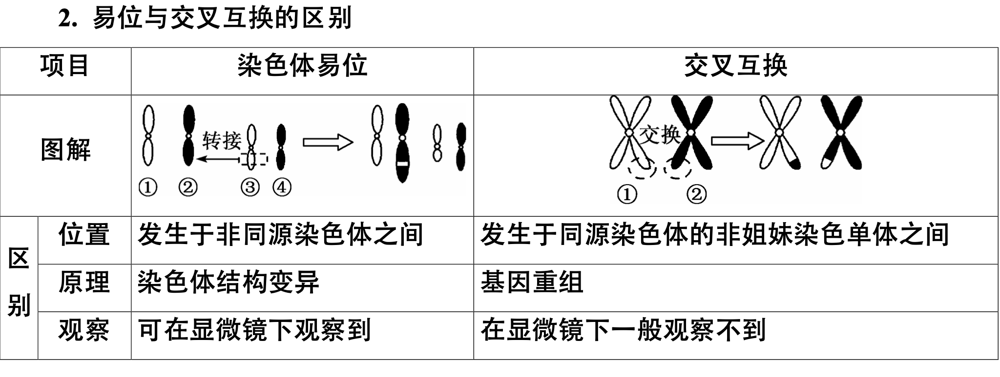 2. 易位与交叉互换的区别
项目 染色体易位 交叉互换
图解
转接
① ② ③ ④
交换
① ②
区别
位置 发生于非同源染色体之间 发生于同源染色体的非姐妹染色单体之间
原理 染色体结构变异 基因重组
观察 可在显微镜下观察到 在显微镜下一般观察不到